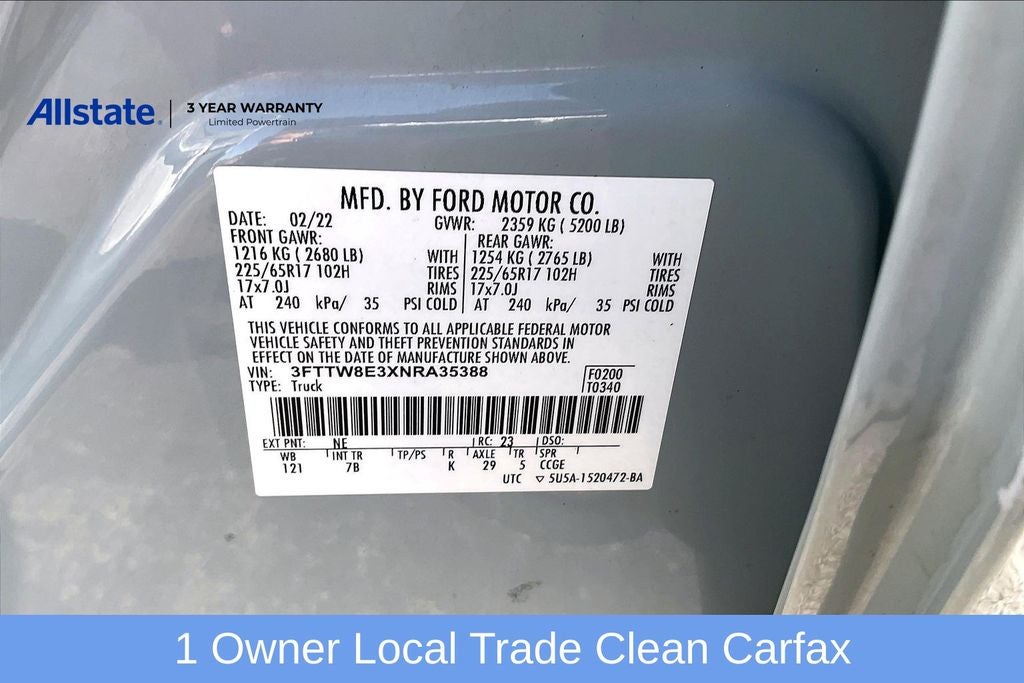 Allstate. | 3 YEAR WARRANTY
Limited Powertrain
MFD. BY FORD MOTOR CO.
DATE: 02/22 GVWR: 2359 KG ( 5200 LB)
FRONT GAWR: REAR GAWR:
1216 KG ( 2680 LB) WITH 1254 KG ( 2765 LB) WITH
225/65R17 102H TIRES 225/65R17 102H TIRES
17x7.0J RIMS 17x7.0J RIMS
AT 240 kPa/ 35 PSI COLD AT 240 kPa/ 35 PSI COLD
THIS VEHICLE CONFORMS TO ALL APPLICABLE FEDERAL MOTOR
VEHICLE SAFETY AND THEFT PREVENTION STANDARDS IN
EFFECT ON THE DATE OF MANUFACTURE SHOWN ABOVE.
VIN: 3FTTW8E3XNRA35388 F0200
TYPE: Truck T0340
EXT PNT: NE RC: 23 DSO:
WB INT TR TP/PS R AXLE TR SPR
121 7B K 29 5 CCGE
UTC ▽ 5U5A-1520472-BA
1 Owner Local Trade Clean Carfax